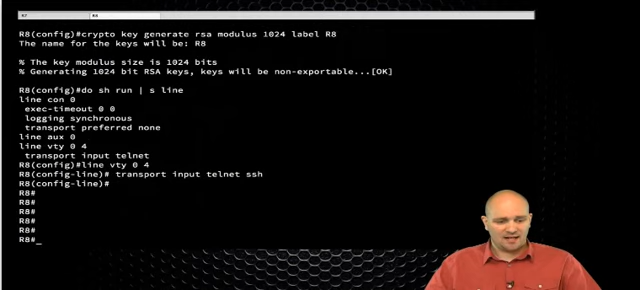 R7 R8
R8(config)#crypto key generate rsa modulus 1024 label R8
The name for the keys will be: R8
% The key modulus size is 1024 bits
% Generating 1024 bit RSA keys, keys will be non-exportable...[OK]
R8(config)#do sh run | s line
line con 0
exec-timeout 0 0
logging synchronous
transport preferred none
line aux 0
line vty 0 4
transport input telnet
R8(config)#line vty 0 4
R8(config-line)# transport input telnet ssh
R8(config-line)#
R8#
R8#
R8#
R8#
R8#
R8#_